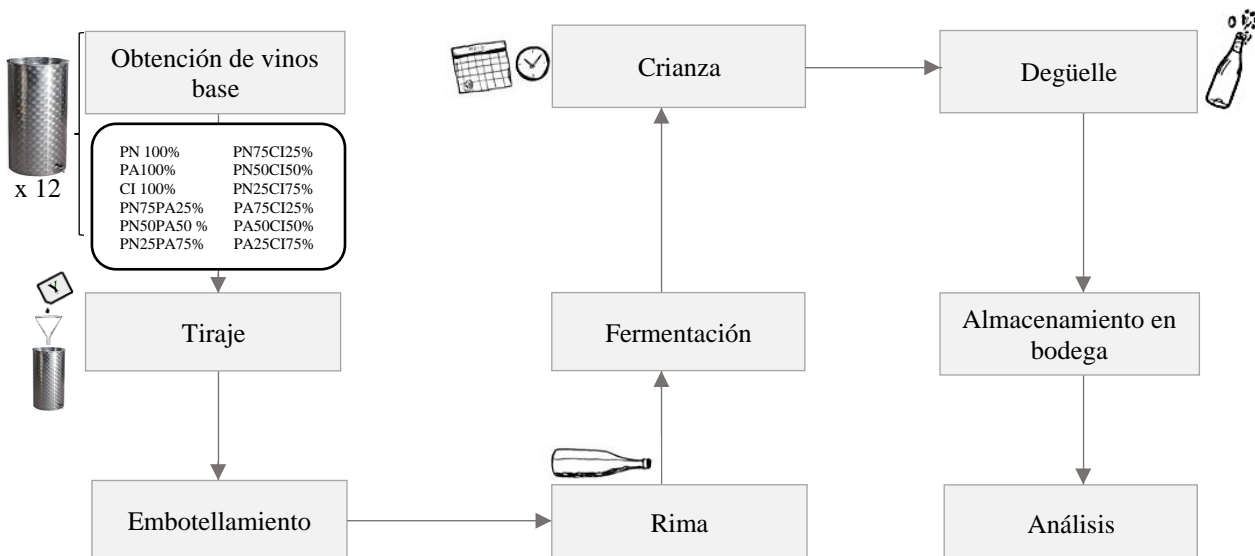 Obtención de vinos
base
x 12
PN 100%
PA100%
CI 100%
PN75PA25%
PN50PA50 %
PN25PA75%
PN75CI25%
PN50CI50%
PN25CI75%
PA75CI25%
PA50CI50%
PA25CI75%
Y
Tiraje
Embotellamiento
Rima
Fermentación
Crianza
Degüelle
Almacenamiento en
bodega
Análisis